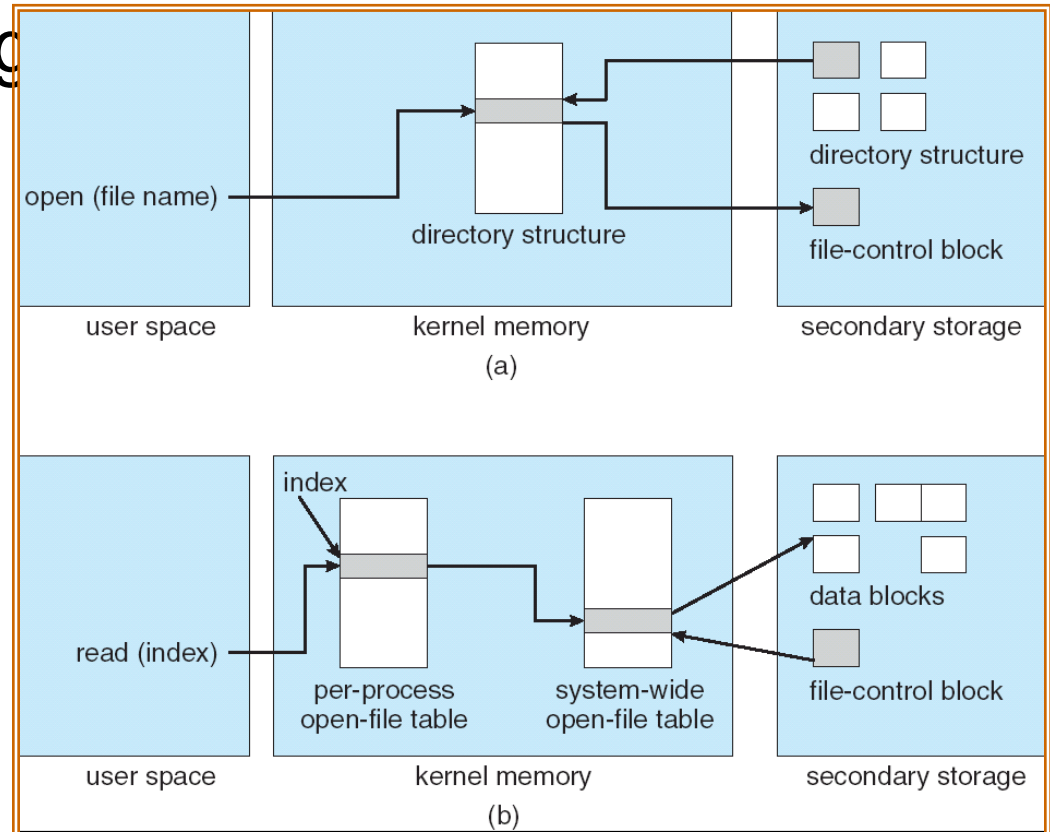 g
open (file name)
directory structure
directory structure
file-control block
user space
kernel memory
secondary storage
(a)
index
read (index)
per-process
open-file table
system-wide
open-file table
data blocks
file-control block
user space
kernel memory
secondary storage
(b)